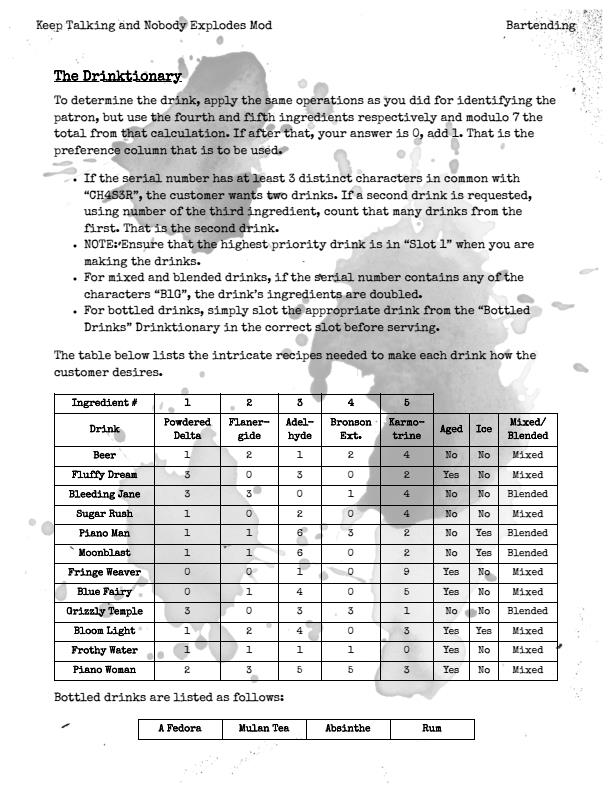 Keep Talking and Nobody Explodes Mod Bartending
The Drinktionary
To determine the drink, apply the same operations as you did for identifying the
patron, but use the fourth and fifth ingredients respectively and modulo 7 the
total from that calculation. If after that, your answer is 0, add 1. That is the
preference column that is to be used.
• If the serial number has at least 3 distinct characters in common with
“CH4S3R”, the customer wants two drinks. If a second drink is requested,
using number of the third ingredient, count that many drinks from the
first. That is the second drink.
• NOTE: Ensure that the highest priority drink is in “Slot 1” when you are
making the drinks.
• For mixed and blended drinks, if the serial number contains any of the
characters “B1G”, the drink’s ingredients are doubled.
• For bottled drinks, simply slot the appropriate drink from the “Bottled
Drinks” Drinktionary in the correct slot before serving.
The table below lists the intricate recipes needed to make each drink how the
customer desires.
Ingredient # 1 2 3 4 5
Drink Powdered Delta Flaner-gide Adel-hyde Bronson Ext. Karmo-trine Aged Ice Mixed/ Blended
Beer 1 2 1 2 4 No No Mixed
Fluffy Dream 3 0 3 0 2 Yes No Mixed
Bleeding Jane 3 3 0 1 4 No No Blended
Sugar Rush 1 0 2 0 4 No No Mixed
Piano Man 1 1 6 3 2 No Yes Blended
Moonblast 1 1 6 0 2 No Yes Blended
Fringe Weaver 0 0 1 0 9 Yes No Mixed
Blue Fairy 0 1 4 0 5 Yes No Mixed
Grizzly Temple 3 0 3 3 1 No No Blended
Bloom Light 1 2 4 0 3 Yes Yes Mixed
Frothy Water 1 1 1 1 0 Yes No Mixed
Piano Woman 2 3 5 5 3 Yes No Mixed
Bottled drinks are listed as follows:
A Fedora Mulan Tea Absinthe Rum